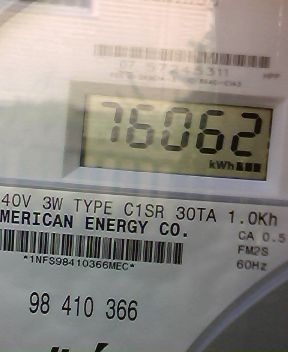 76062
kWh
40V 3W TYPE C1SR 30TA 1.0Kh
MERICAN ENERGY CO.
CA 0.5
FM2S
60Hz
*1NFS98410366MEC*
98 410 366